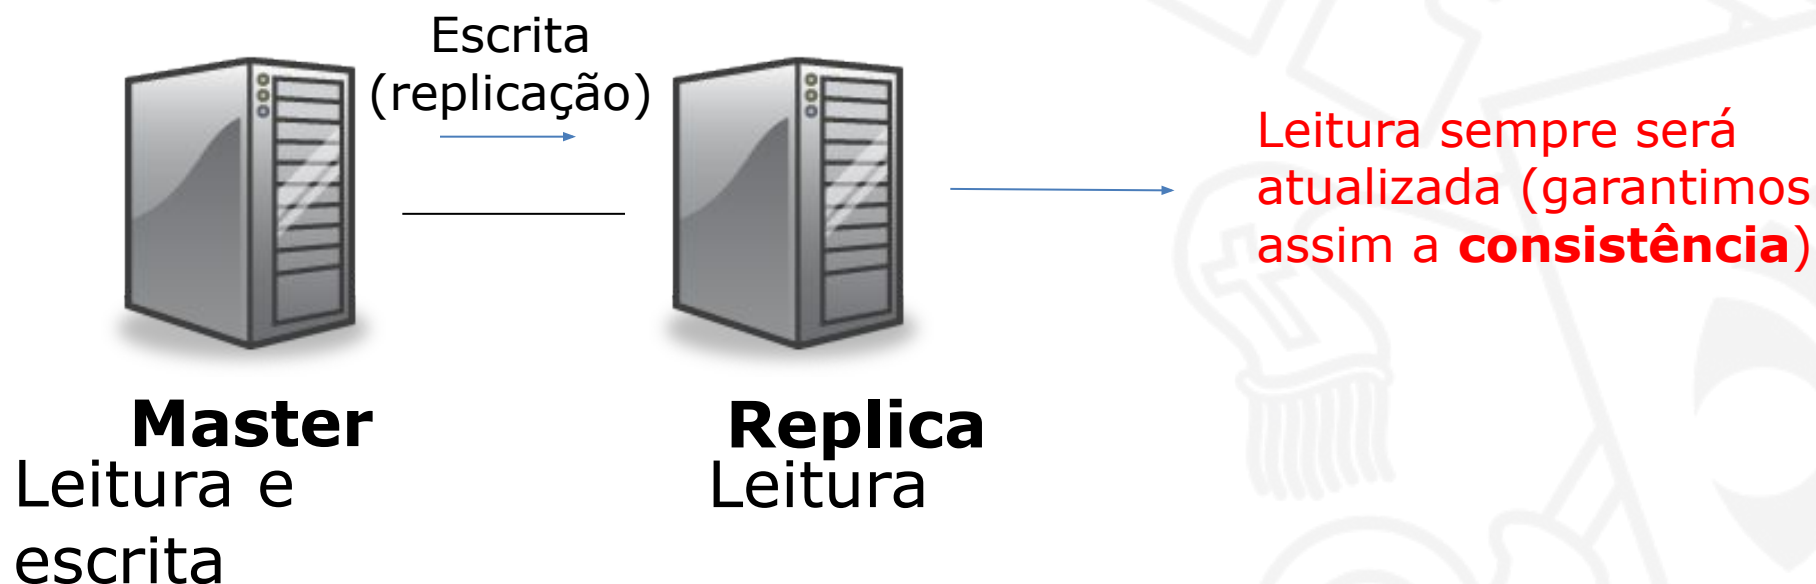 Escrita
(replicação)
Leitura sempre será
atualizada (garantimos
assim a consistência)
Master
Leitura e
escrita
Replica
Leitura